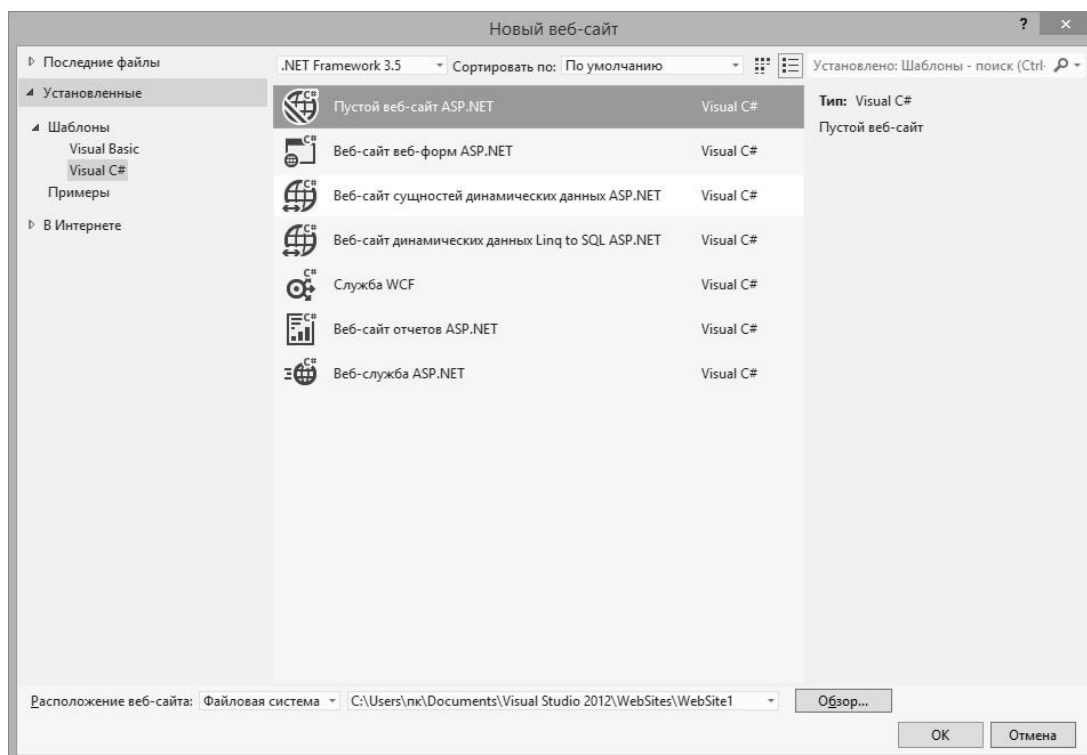 Новый веб-сайт
? ×
Последние файлы
Установленные
Шаблоны
Visual Basic
Visual C#
Примеры
В Интернете
.NET Framework 3.5 Сортировать по: По умолчанию
Установлено: Шаблоны - поиск (Ctrl-
C# Пустой веб-сайт ASP.NET Visual C#
C# Веб-сайт веб-форм ASP.NET Visual C#
C# Веб-сайт сущностей динамических данных ASP.NET Visual C#
C# Веб-сайт динамических данных Linq to SQL ASP.NET Visual C#
C# Служба WCF Visual C#
C# Веб-сайт отчетов ASP.NET Visual C#
C# Веб-служба ASP.NET Visual C#
Тип: Visual C#
Пустой веб-сайт
Расположение веб-сайта: Файловая система C:\Users\пк\Documents\Visual Studio 2012\WebSites\WebSite1 Обзор...
ОК Отмена